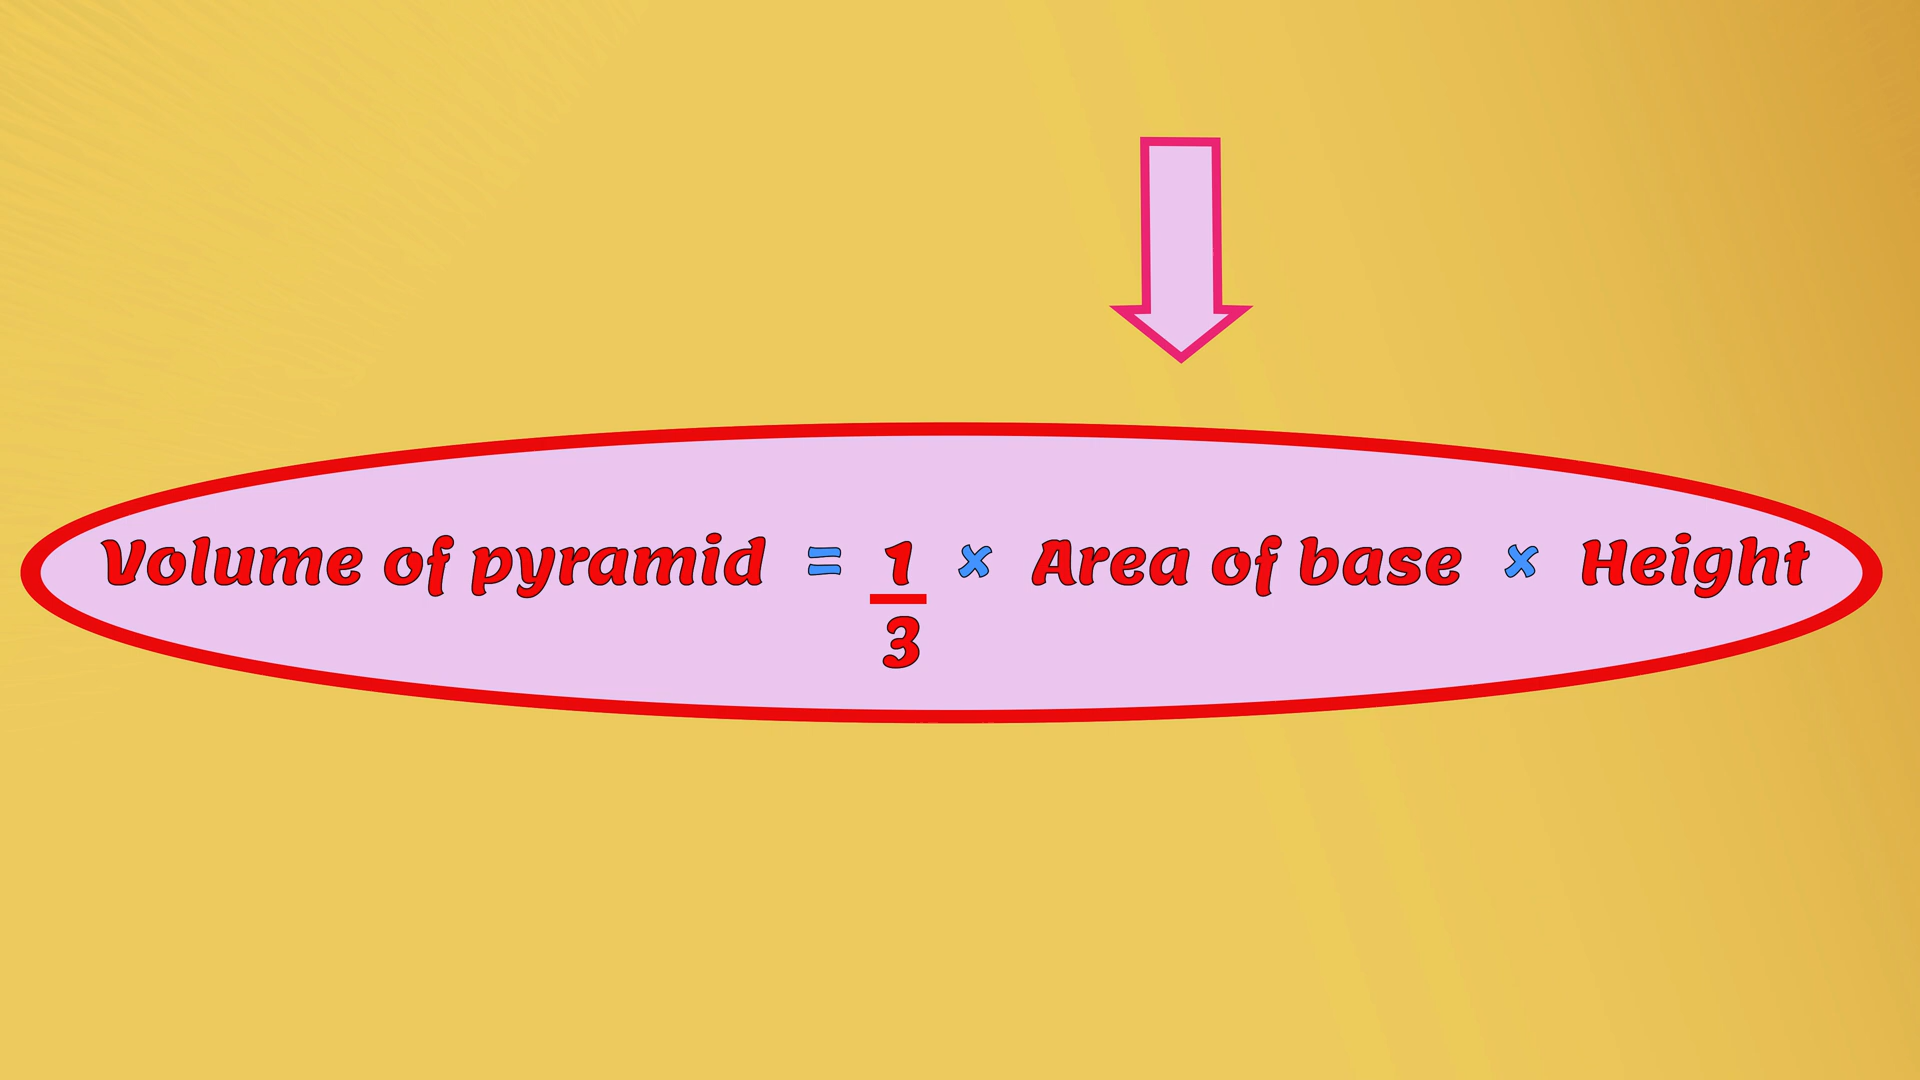 Volume of pyramid = 1 × Area of base × Height
3